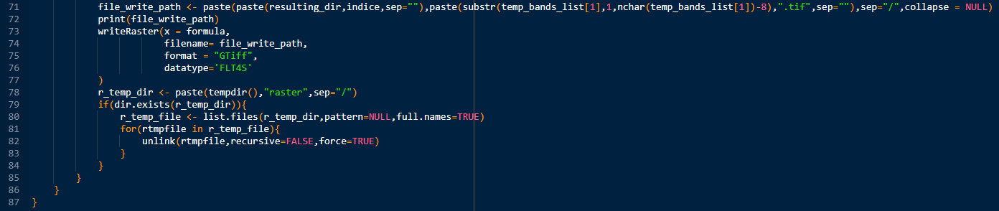 71 file_write_path <- paste(paste(resulting_dir,indice,sep=""),paste(substr(temp_bands_list[1],1,nchar(temp_bands_list[1])-8),".tif",sep=""),sep="/",collapse = NULL)
72 print(file_write_path)
73 writeRaster(x = formula,
74 filename= file_write_path,
75 format = "GTiff",
76 datatype='FLT4S'
77 )
78 r_temp_dir <- paste(tempdir(),"raster",sep="/")
79 if(dir.exists(r_temp_dir)){
80 r_temp_file <- list.files(r_temp_dir,pattern=NULL,full.names=TRUE)
81 for(rtmpfile in r_temp_file){
82 unlink(rtmpfile,recursive=FALSE,force=TRUE)
83 }
84 }
85 }
86 }
87 }